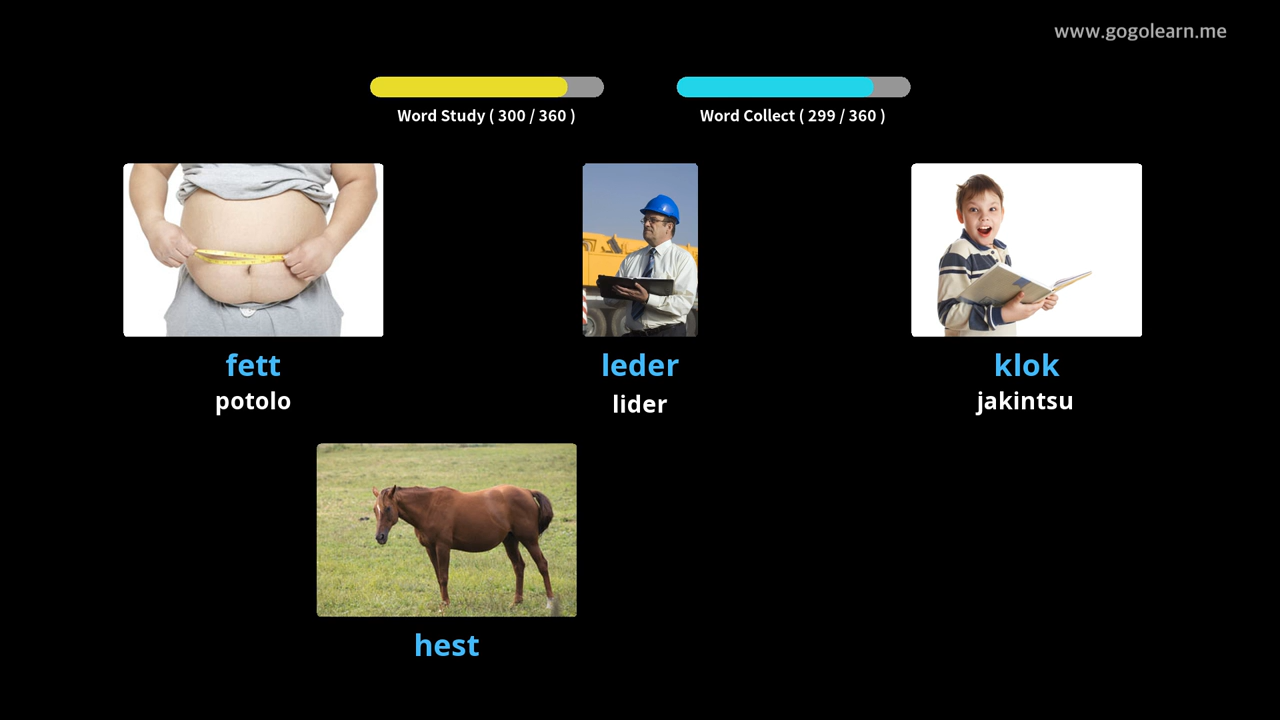 www.gogolearn.me
Word Study ( 300 / 360 )
Word Collect ( 299 / 360 )
fett
potolo
leder
lider
klok
jakintsu
hest